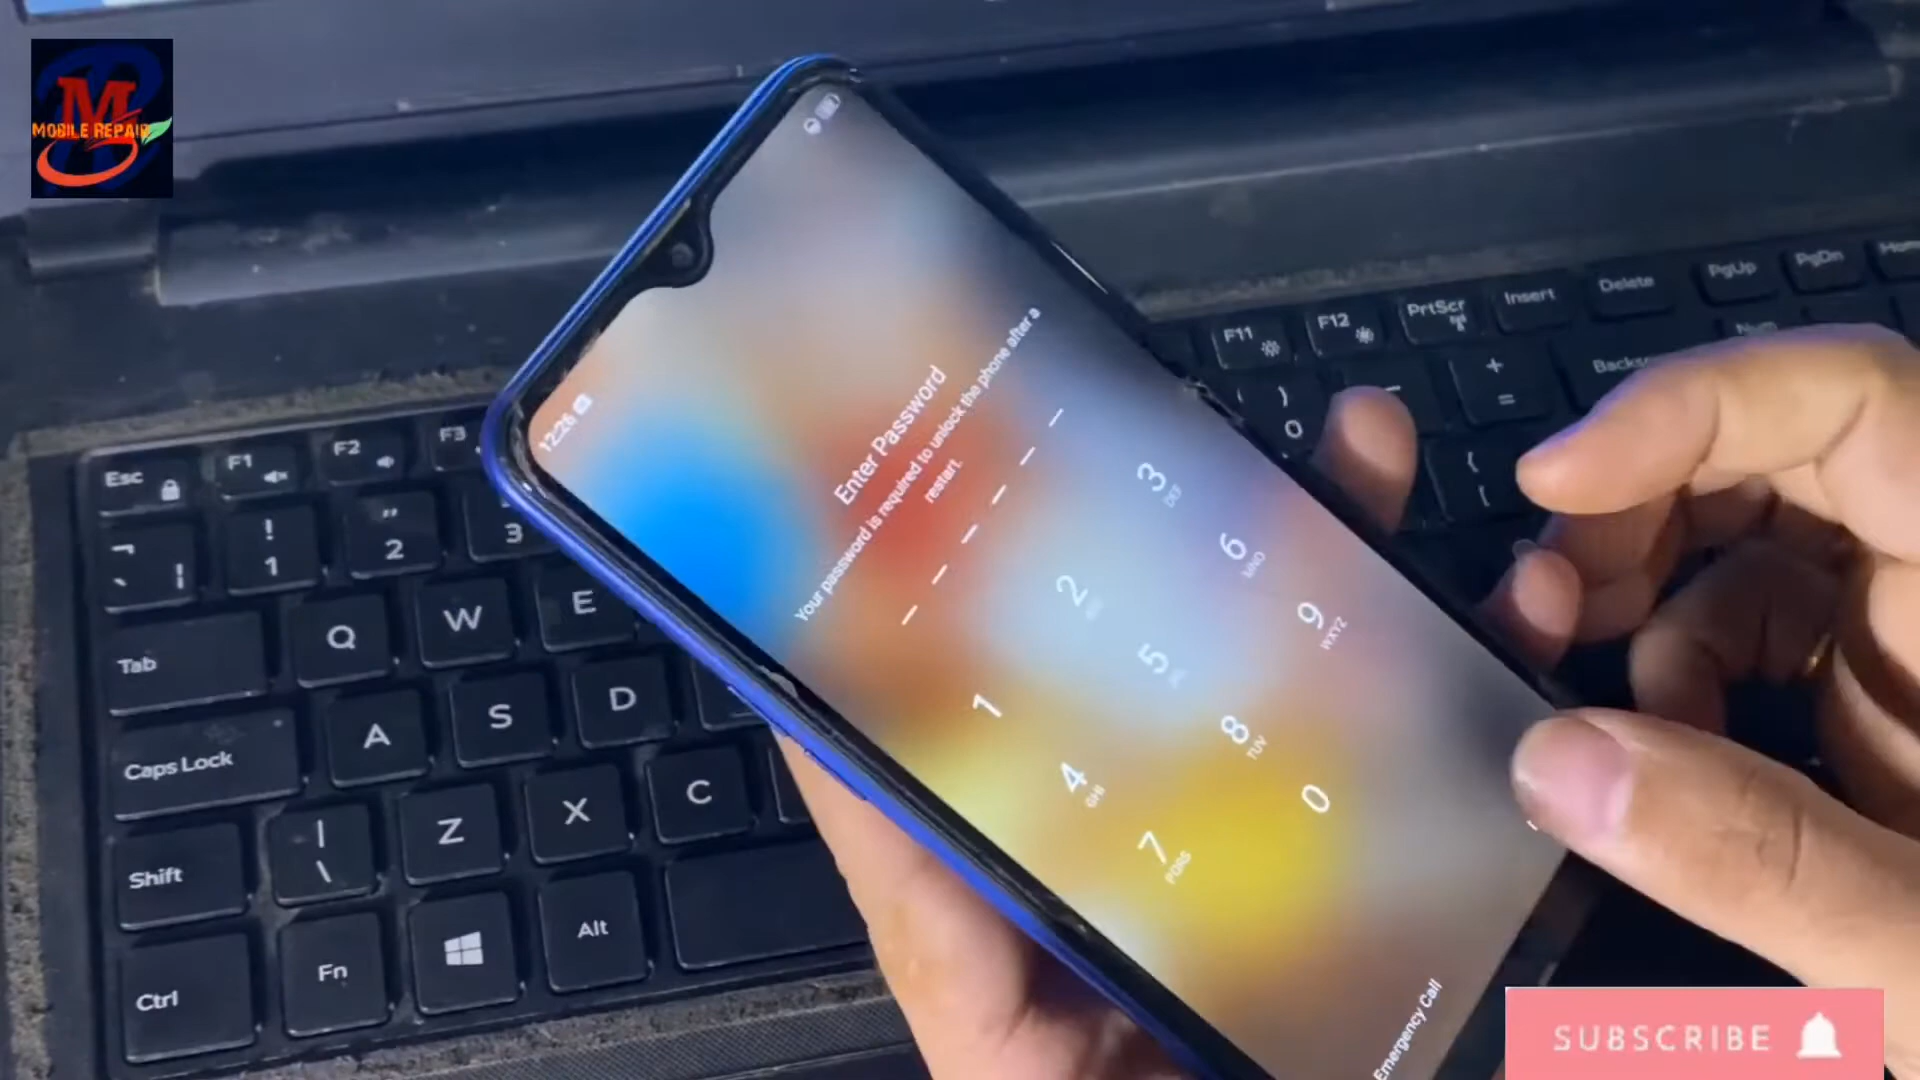 M
MOBILE REPAIR
12:26
Enter Password
Your password is required to unlock the phone after a
restart.
1
2
3
DEF
4
GHI
5
6
MNO
7
PQRS
8
TUV
9
WXYZ
0
Emergency Call
Esc
F1
F2
F3
F11
F12
PrtScr
Insert
Delete
PgUp
PgDn
! 1
" 2
3
) 0
-
+ =
{ [
Tab
Q
W
E
Caps Lock
A
S
D
Shift
| \
Z
X
C
Ctrl
Fn
Alt
SUBSCRIBE